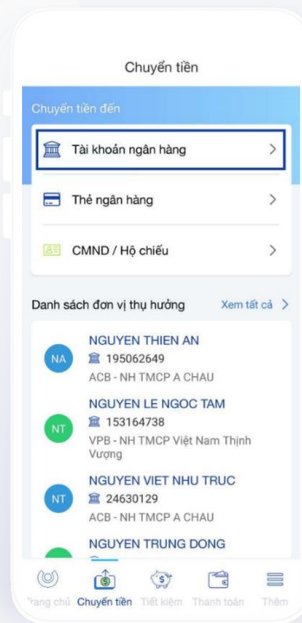 Chuyển tiền
Chuyển tiền đến
Tài khoản ngân hàng
Thẻ ngân hàng
CMND / Hộ chiếu
Danh sách đơn vị thụ hưởng Xem tất cả
NA
NGUYEN THIEN AN
195062649
ACB - NH TMCP A CHAU
NT
NGUYEN LE NGOC TAM
153164738
VPB - NH TMCP Việt Nam Thịnh
Vượng
NT
NGUYEN VIET NHU TRUC
24630129
ACB - NH TMCP A CHAU
NGUYEN TRUNG DONG
Trang chủ Chuyển tiền Tiết kiệm Thanh toán Thêm